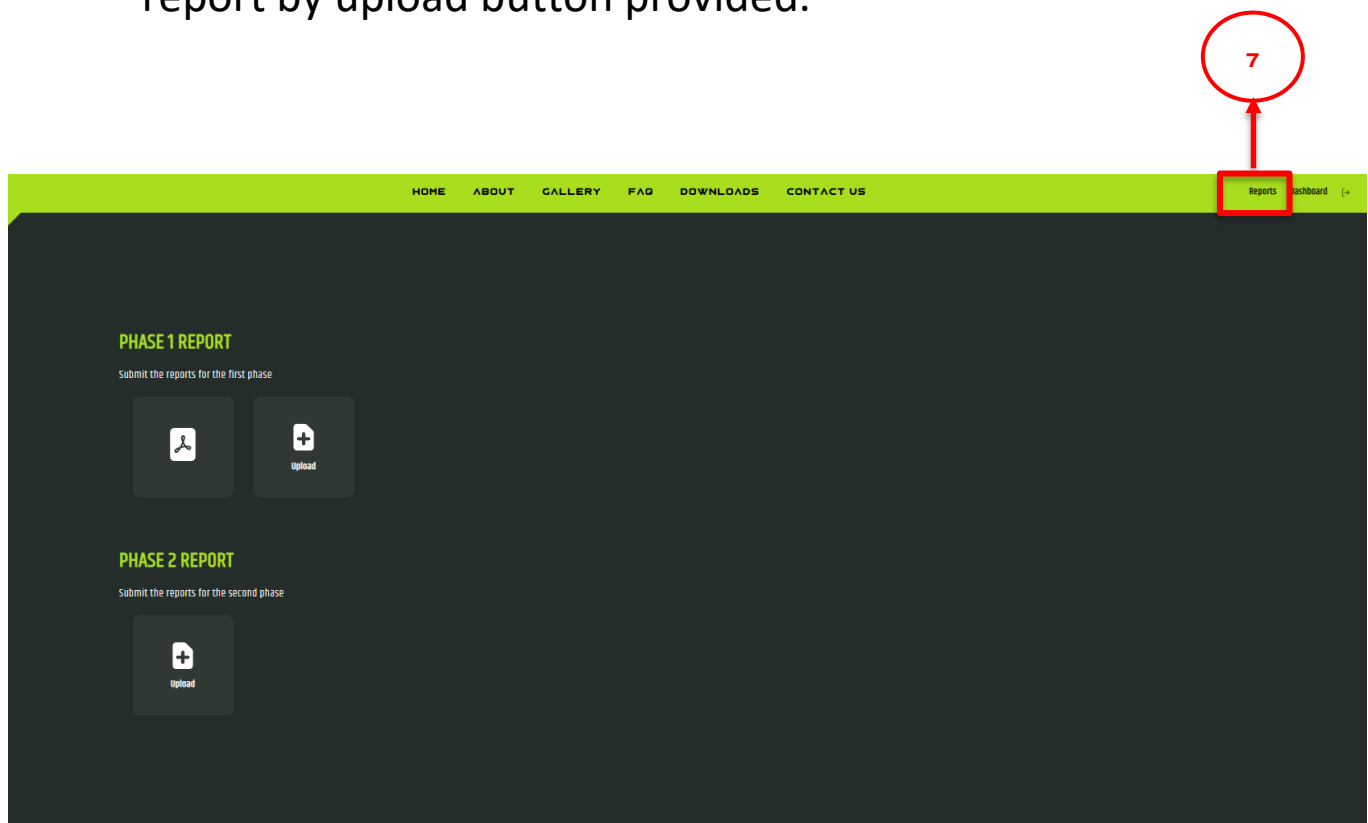 report by upload button provided.
7
HOME ABOUT GALLERY FAQ DOWNLOADS CONTACT US Reports Dashboard
PHASE 1 REPORT
Submit the reports for the first phase
Upload
PHASE 2 REPORT
Submit the reports for the second phase
Upload